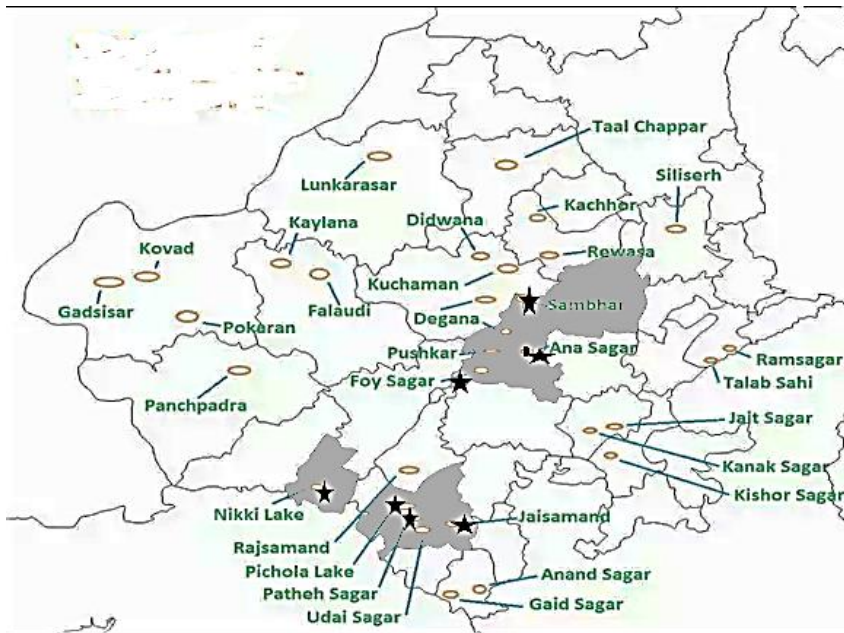 Taal Chappar
Lunkarasar
Siliserh
Kachhor
Kaylana
Didwana
Kovad
Rewasa
Kuchaman
Gadsisar
Falaudi
Sambhar
Degana
Pokaran
Ana Sagar
Pushkar
Ramsagar
Foy Sagar
Talab Sahi
Panchpadra
Jait Sagar
Kanak Sagar
Kishor Sagar
Nikki Lake
Jaisamand
Rajsamand
Pichola Lake
Anand Sagar
Patheh Sagar
Gaid Sagar
Udai Sagar